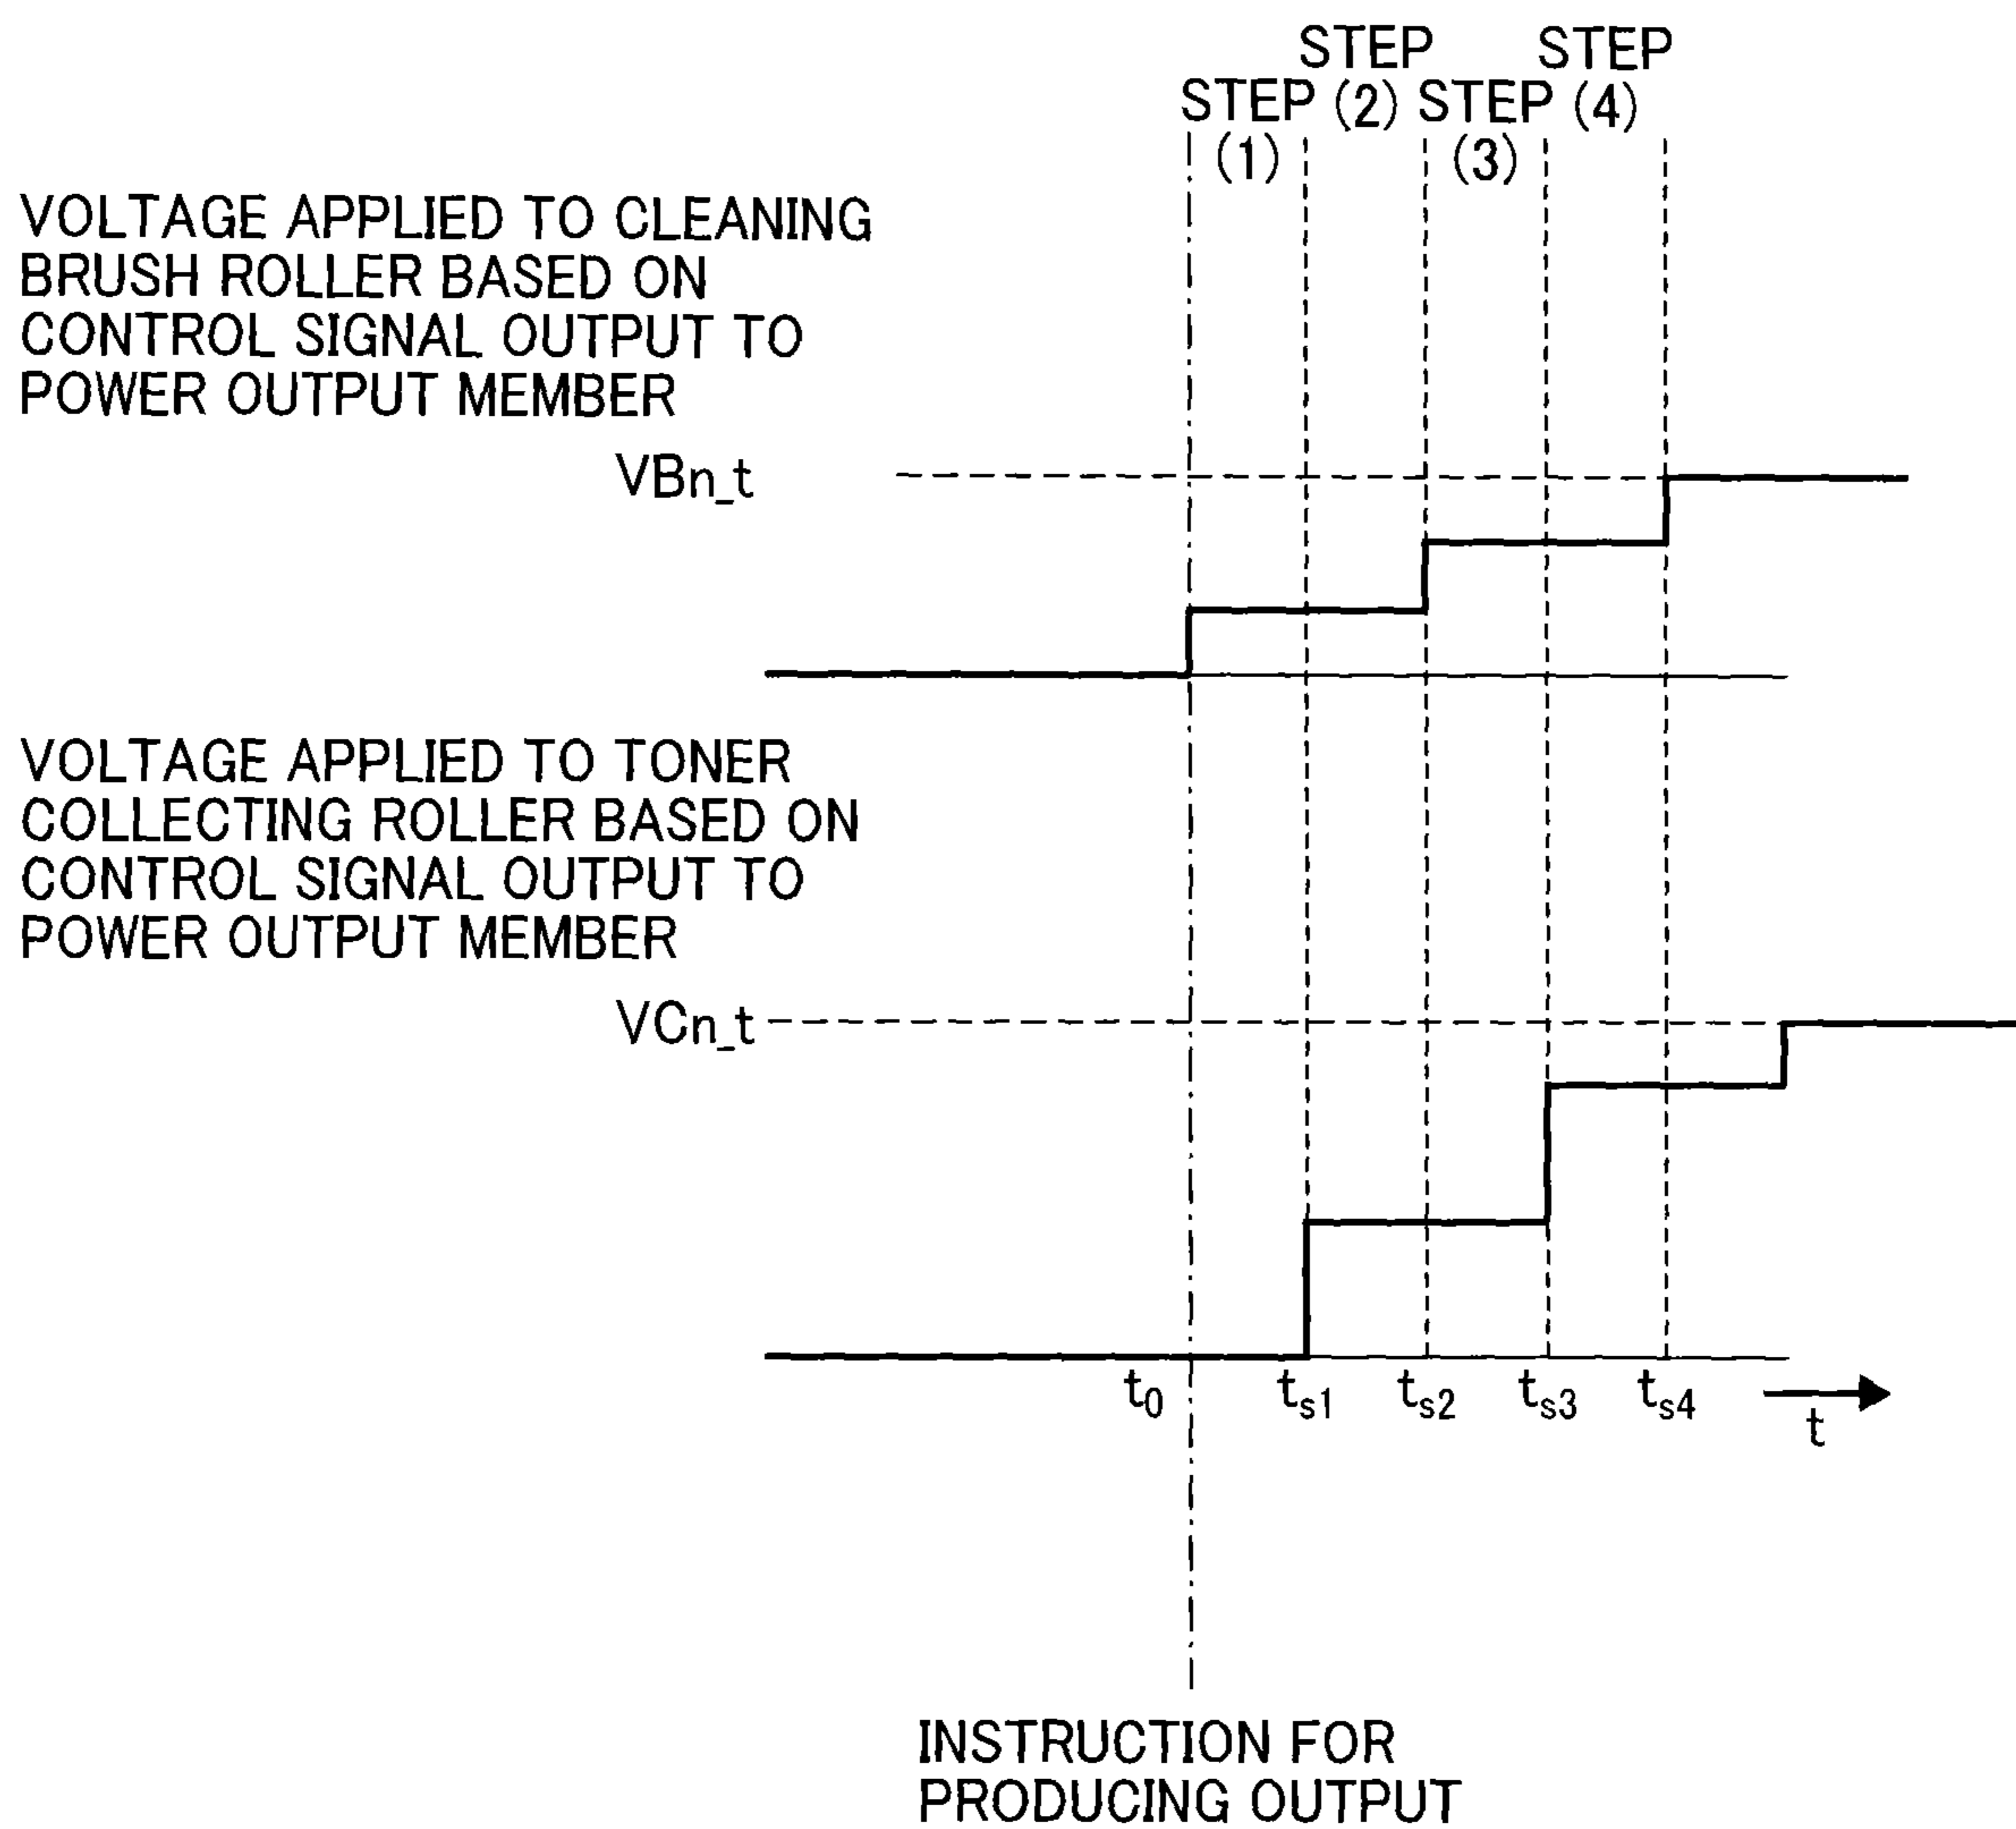 STEP
(1)
STEP
(2)
STEP
(3)
STEP
(4)
VOLTAGE APPLIED TO CLEANING
BRUSH ROLLER BASED ON
CONTROL SIGNAL OUTPUT TO
POWER OUTPUT MEMBER
VBn_t
VOLTAGE APPLIED TO TONER
COLLECTING ROLLER BASED ON
CONTROL SIGNAL OUTPUT TO
POWER OUTPUT MEMBER
VCn_t
t0
ts1
ts2
ts3
ts4
t
INSTRUCTION FOR
PRODUCING OUTPUT